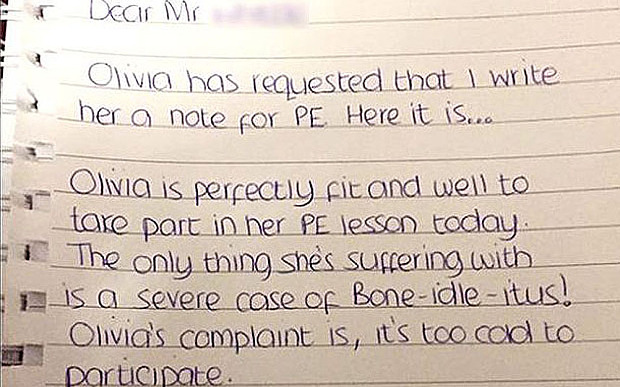 Dear Mr
Olivia has requested that I write
her a note for PE Here it is...
Olivia is perfectly fit and well to
take part in her PE lesson today.
The only thing she's suffering with
is a severe case of Bone-idle-itus!
Olivia's complaint is, it's too cold to
participate.